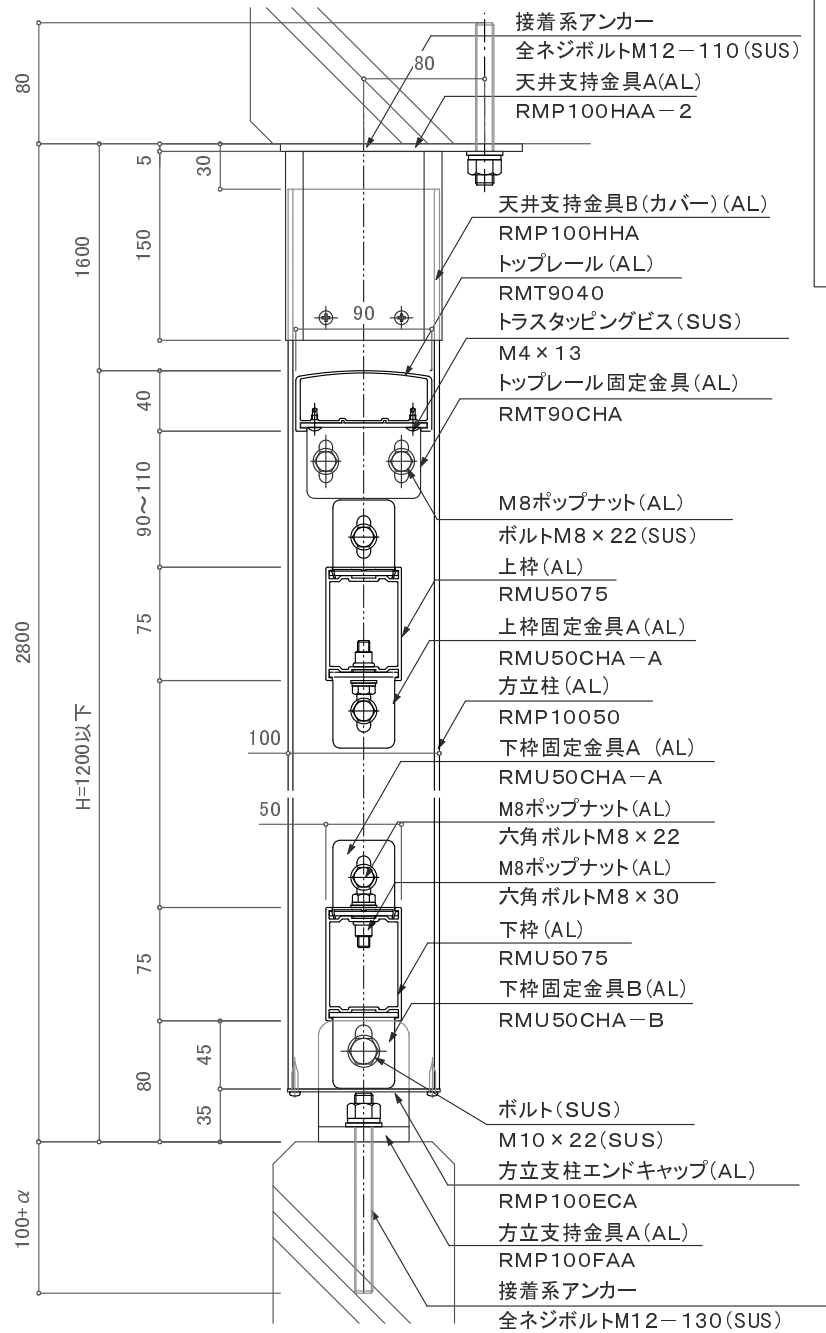 接着系アンカー
全ネジボルトM12－110(SUS)
天井支持金具A(AL)
RMP100HAA－2
天井支持金具B(カバー)(AL)
RMP100HHA
トップレール(AL)
RMT9040
トラスタッピングビス(SUS)
M4×13
トップレール固定金具(AL)
RMT90CHA
M8ポップナット(AL)
ボルトM8×22(SUS)
上枠(AL)
RMU5075
上枠固定金具A(AL)
RMU50CHA－A
方立柱(AL)
RMP10050
下枠固定金具A (AL)
RMU50CHA－A
M8ポップナット(AL)
六角ボルトM8×22
M8ポップナット(AL)
六角ボルトM8×30
下枠(AL)
RMU5075
下枠固定金具B(AL)
RMU50CHA－B
ボルト(SUS)
M10×22(SUS)
方立支柱エンドキャップ(AL)
RMP100ECA
方立支持金具A(AL)
RMP100FAA
接着系アンカー
全ネジボルトM12－130(SUS)
80
80
5
30
150
1600
90
40
90～110
75
2800
H=1200以下
100
50
75
45
80
35
100+α